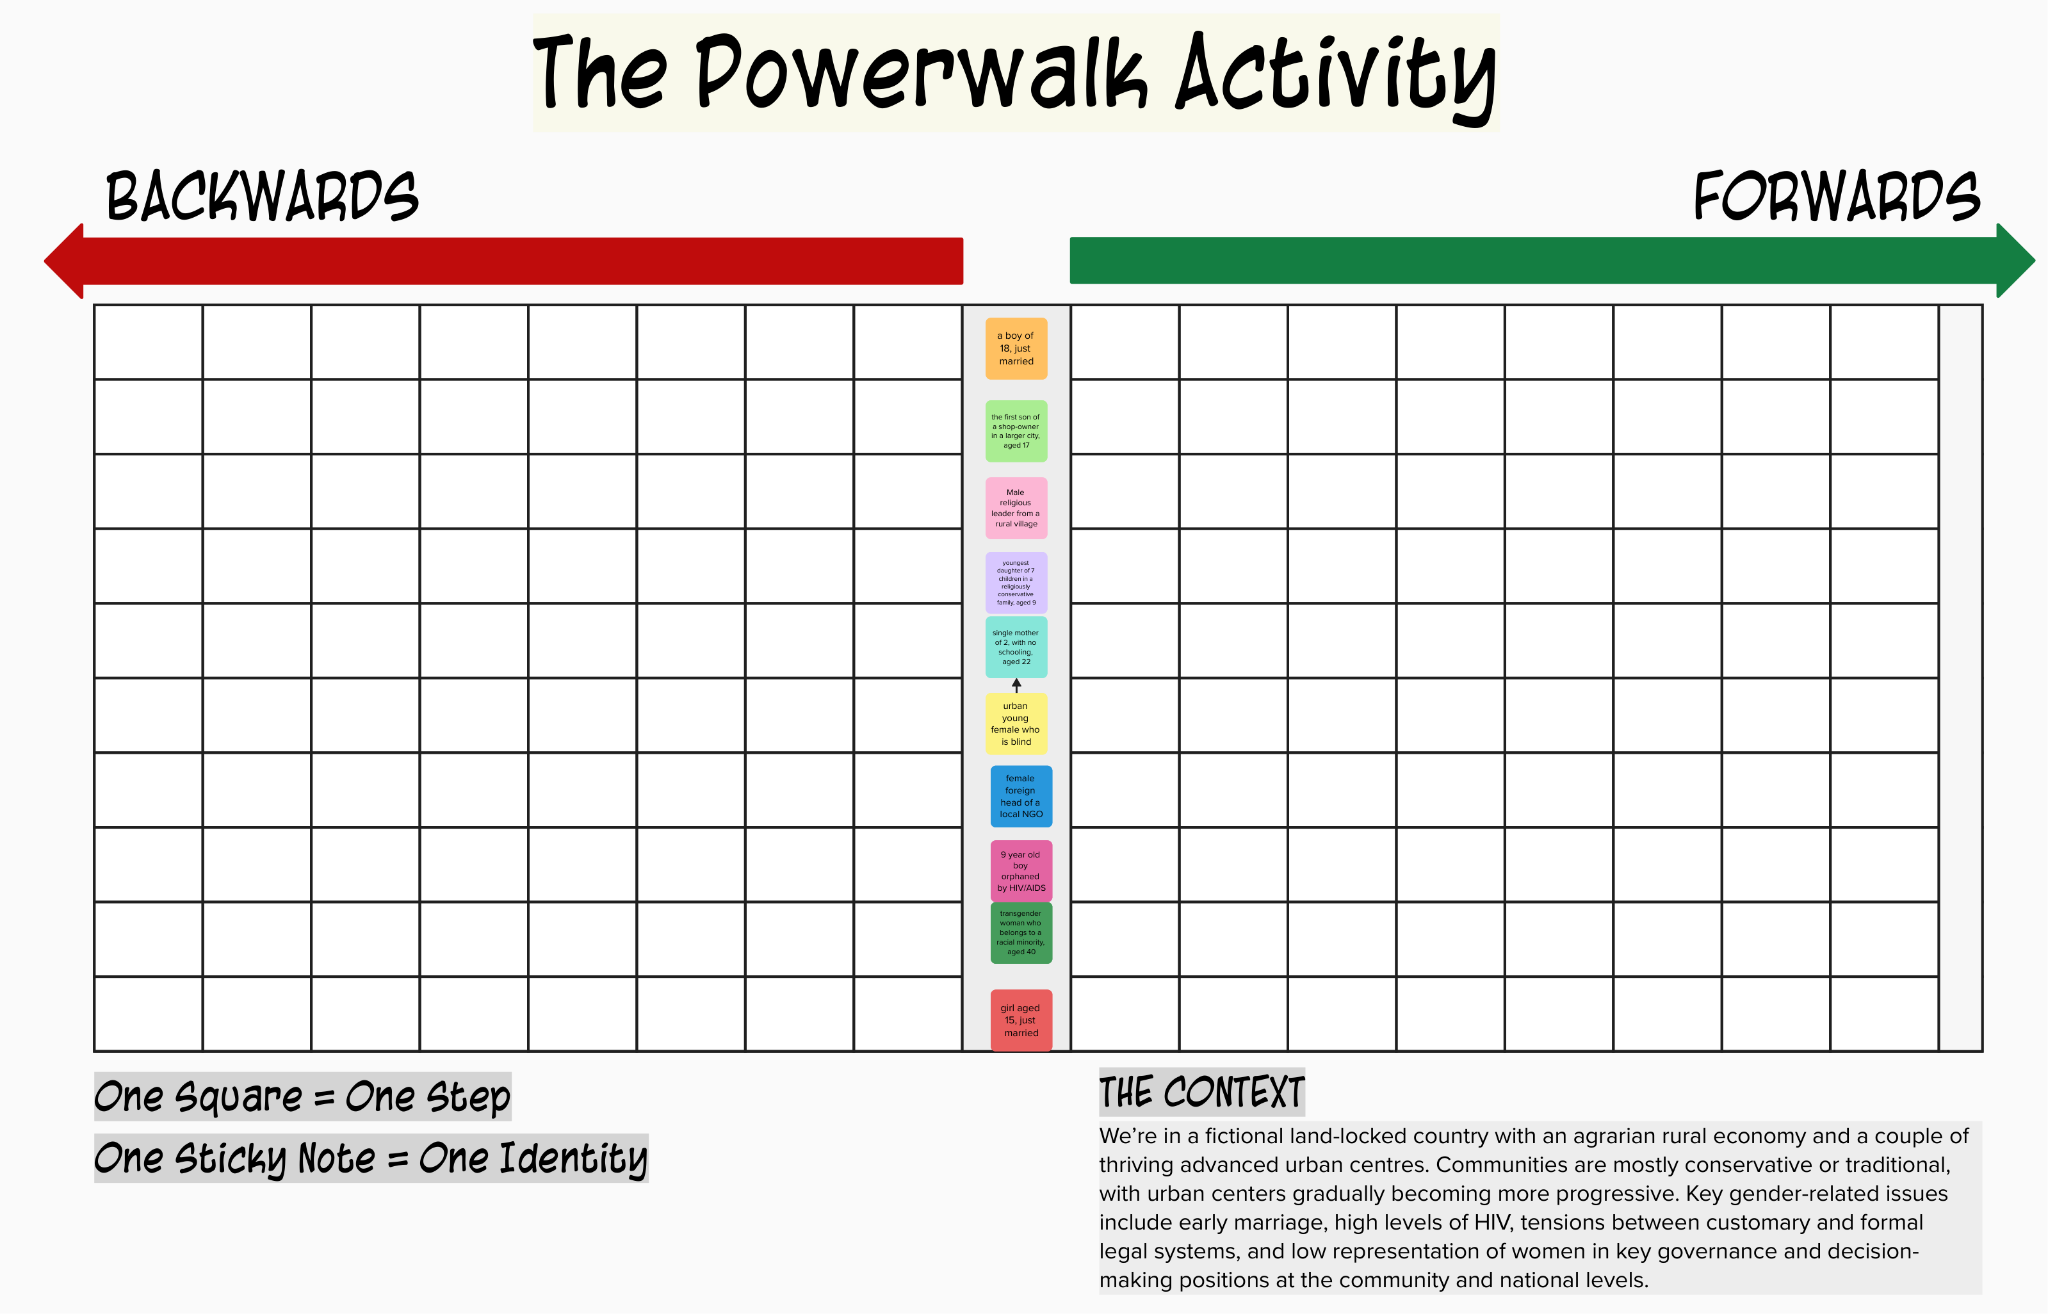 The Powerwalk Activity
BACKWARDS
FORWARDS
a boy of
18, just
married
the first son of
a shop-owner
in a larger city,
aged 17
Male
religious
leader from a
rural village
youngest
daughter of 7
children in a
religiously
conservative
family, aged 9
single mother
of 2, with no
schooling,
aged 22
urban
young
female who
is blind
female
foreign
head of a
local NGO
9 year old
boy
orphaned
by HIV/AIDS
transgender
woman who
belongs to a
racial minority,
aged 40
girl aged
15, just
married
One Square = One Step
One Sticky Note = One Identity
THE CONTEXT
We’re in a fictional land-locked country with an agrarian rural economy and a couple of
thriving advanced urban centres. Communities are mostly conservative or traditional,
with urban centers gradually becoming more progressive. Key gender-related issues
include early marriage, high levels of HIV, tensions between customary and formal
legal systems, and low representation of women in key governance and decision-
making positions at the community and national levels.